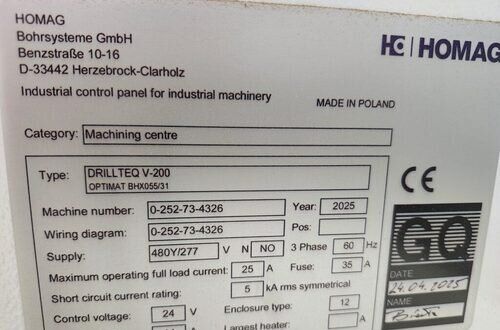 HOMAG
Bohrsysteme GmbH
Benzstraße 10-16
D-33442 Herzebrock-Clarholz
HOMAG
Industrial control panel for industrial machinery
MADE IN POLAND
Category: Machining centre
Type: DRILLTEQ V-200
OPTIMAT BHX055/31
CE
Machine number: 0-252-73-4326 Year: 2025
Wiring diagram: 0-252-73-4326 Pos:
Supply: 480Y/277 V N NO 3 Phase 60 Hz
Maximum operating full load current: 25 A Fuse: 35 A
Short circuit current rating: 5 kA rms symmetrical
Control voltage: 24 V Enclosure type: 12
Largest heater: A
GQ
DATE
24.04.2025
NAME